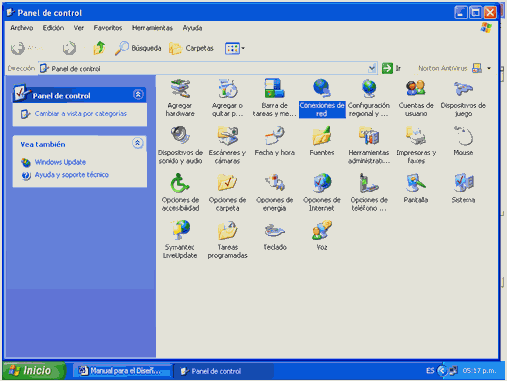 Panel de control
Archivo Edición Ver Favoritos Herramientas Ayuda
Búsqueda Carpetas
Dirección Panel de control Ir Norton AntiVirus
Panel de control
Cambiar a vista por categorías
Vea también
Windows Update
Ayuda y soporte técnico
Agregar hardware
Agregar o quitar p...
Barra de tareas y me...
Conexiones de red
Configuración regional y ...
Cuentas de usuario
Dispositivos de juego
Dispositivos de sonido y audio
Escáneres y cámaras
Fecha y hora
Fuentes
Herramientas administrati...
Impresoras y faxes
Mouse
Opciones de accesibilidad
Opciones de carpeta
Opciones de energía
Opciones de Internet
Opciones de teléfono ...
Pantalla
Sistema
Symantec LiveUpdate
Tareas programadas
Teclado
Voz
Inicio Manual para el Diseñ... Panel de control ES 05:17 p.m.